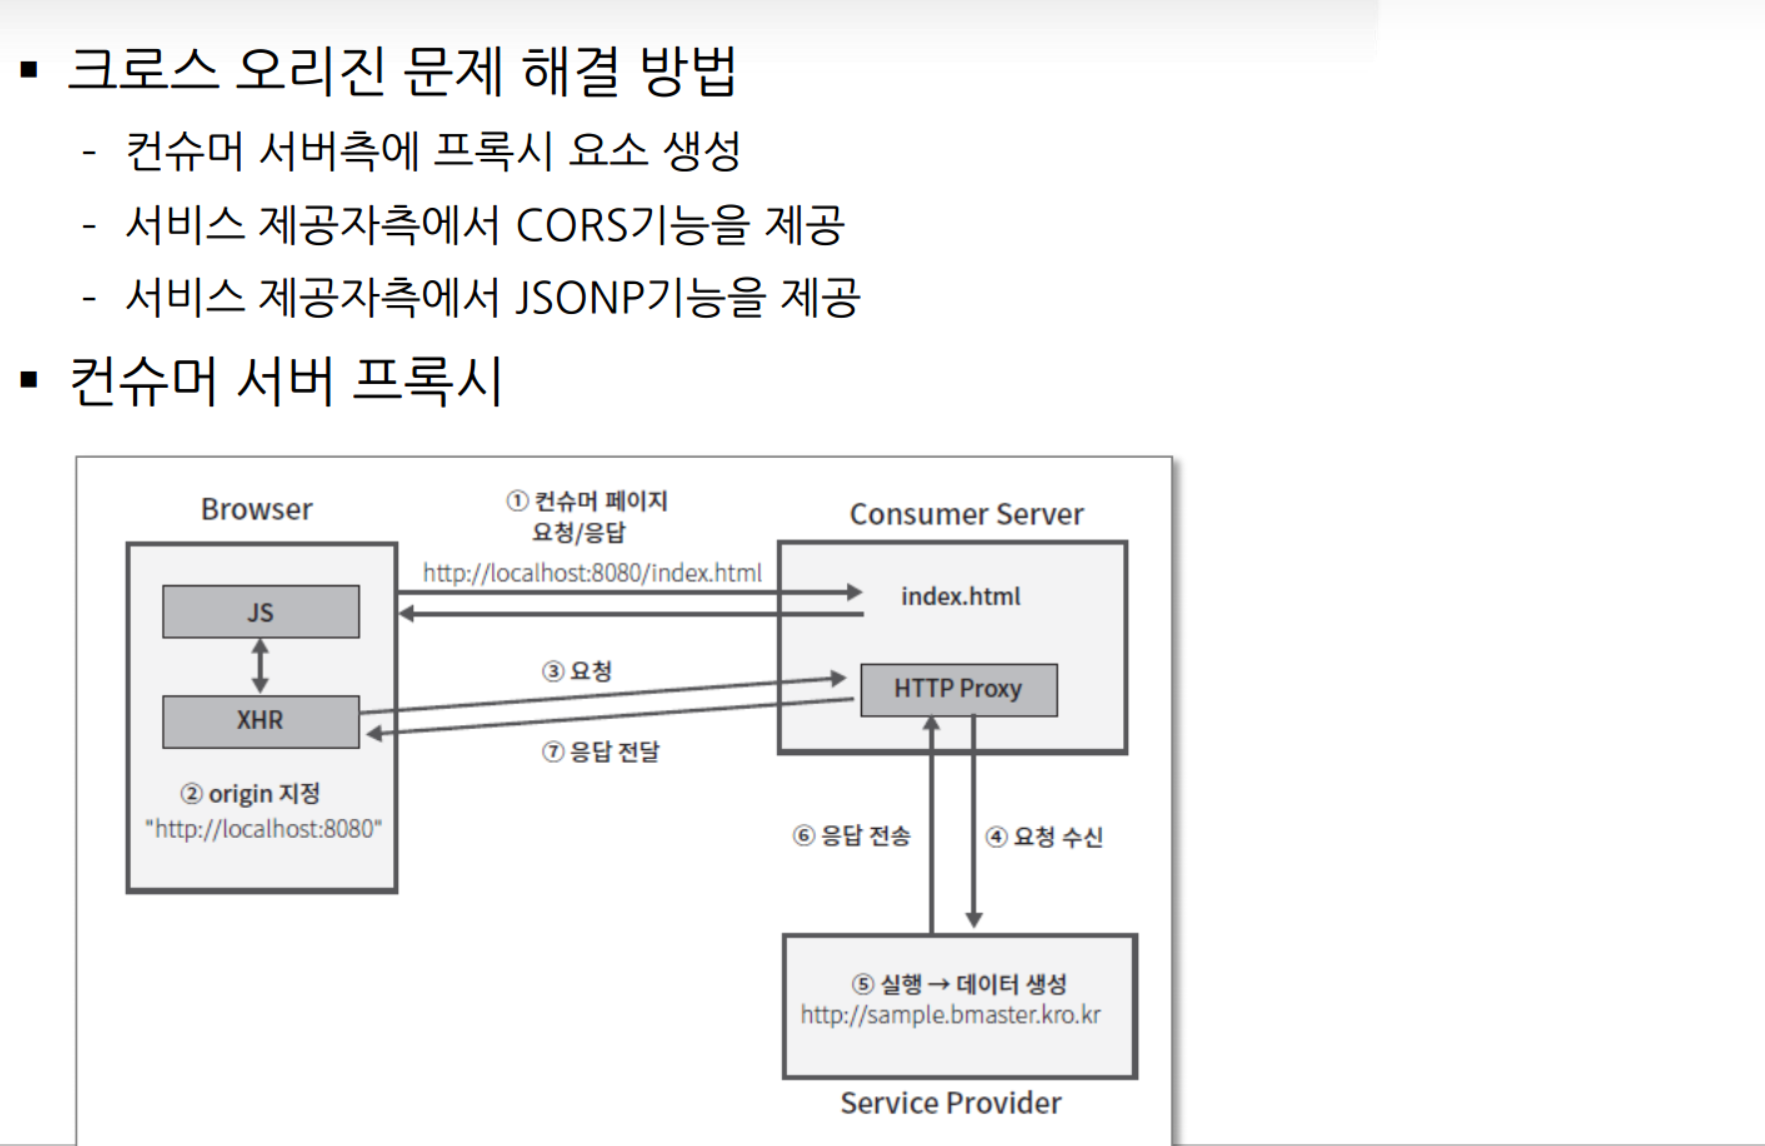 ▪ 크로스 오리진 문제 해결 방법
- 컨슈머 서버측에 프록시 요소 생성
- 서비스 제공자측에서 CORS기능을 제공
- 서비스 제공자측에서 JSONP기능을 제공
▪ 컨슈머 서버 프록시
Browser
① 컨슈머 페이지
요청/응답
http://localhost:8080/index.html
Consumer Server
index.html
JS
③ 요청
HTTP Proxy
XHR
⑦ 응답 전달
② origin 지정
"http://localhost:8080"
⑥ 응답 전송
④ 요청 수신
⑤ 실행 → 데이터 생성
http://sample.bmaster.kro.kr
Service Provider